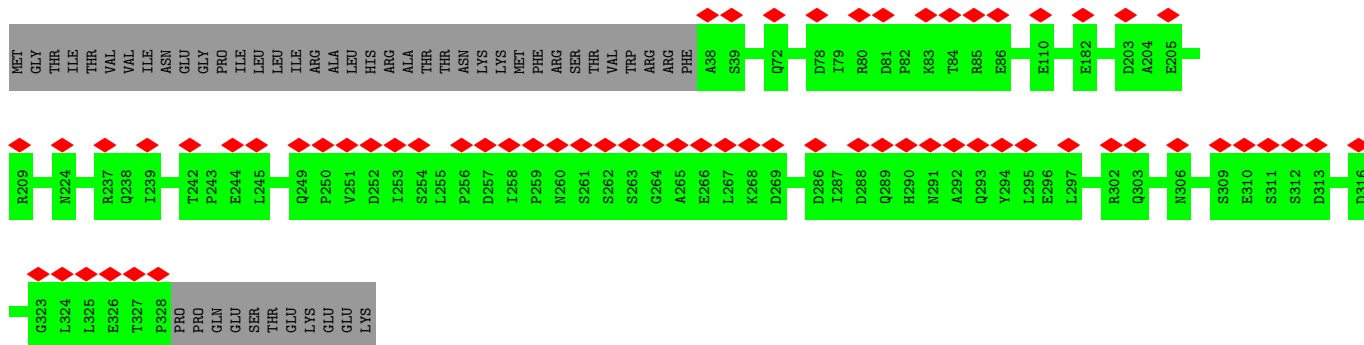 MET GLY THR ILE THR VAL VAL ILE ASN GLU GLY PRO ILE LEU LEU ILE ARG ALA LEU HIS ARG ALA THR THR ASN LYS LYS MET PHE ARG SER THR VAL TRP ARG ARG PHE A38 S39 Q72 D78 I79 R80 D81 P82 K83 T84 R85 E86 E110 E182 D203 A204 E205
R209 N224 R237 Q238 I239 T242 P243 E244 L245 Q249 P250 V251 D252 I253 S254 L255 P256 D257 I258 P259 N260 S261 S262 S263 G264 A265 E266 L267 K268 D269 D286 I287 D288 Q289 H290 N291 A292 Q293 Y294 L295 E296 L297 R302 Q303 N306 S309 E310 S311 S312 D313 D316
G323 L324 L325 E326 T327 P328 PRO PRO GLN GLU SER THR GLU LYS GLU GLU LYS